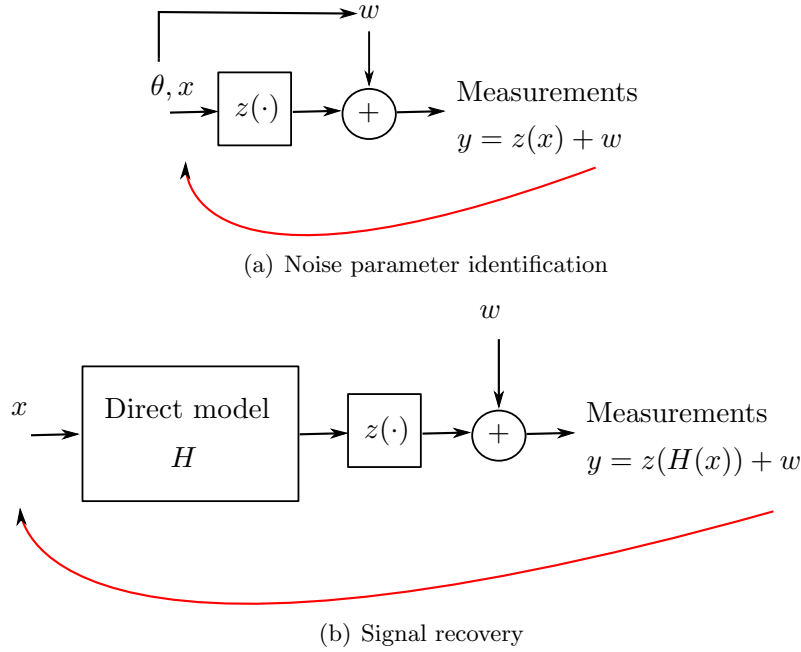 w
θ, x
z(·)
+
Measurements
y = z(x) + w
(a) Noise parameter identification
w
x
Direct model
H
z(·)
+
Measurements
y = z(H(x)) + w
(b) Signal recovery